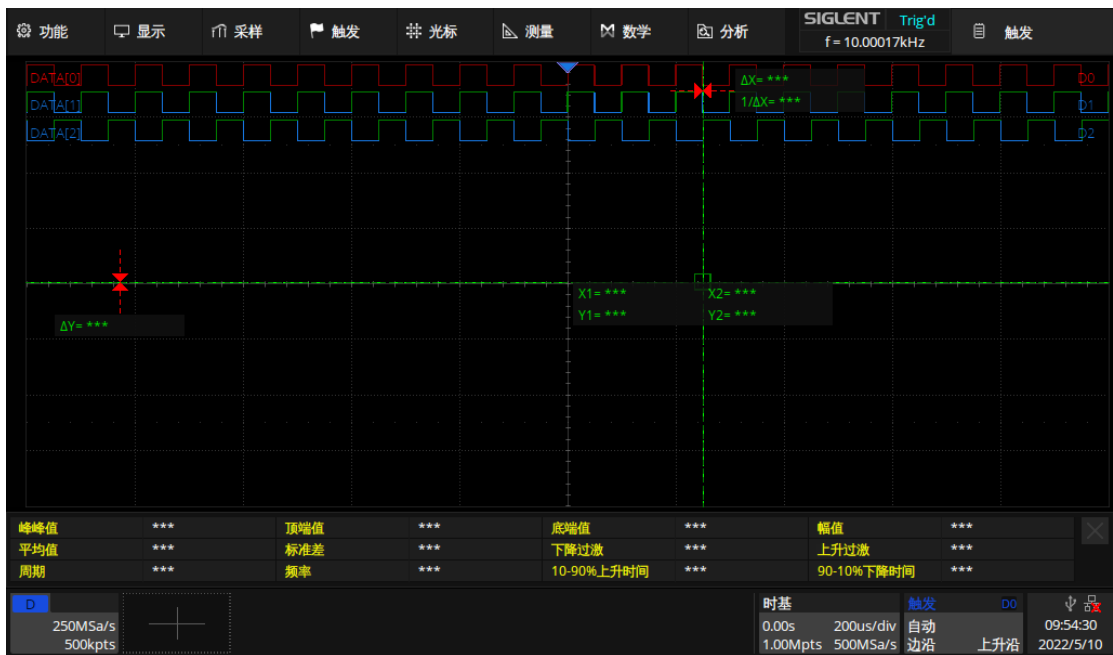 功能 显示 采样 触发 光标 测量 数学 分析 SIGLENT Trig'd 触发
f = 10.00017kHz
DATA[0] ΔX= *** D0
DATA[1] 1/ΔX= *** D1
DATA[2] D2
X1= *** X2= ***
Y1= *** Y2= ***
ΔY= ***
峰峰值 *** 顶端值 *** 底端值 *** 幅值 ***
平均值 *** 标准差 *** 下降过激 *** 上升过激 ***
周期 *** 频率 *** 10-90%上升时间 *** 90-10%下降时间 ***
D 时基 触发 D0
250MSa/s 0.00s 200us/div 自动 09:54:30
500kpts 1.00Mpts 500MSa/s 边沿 上升沿 2022/5/10